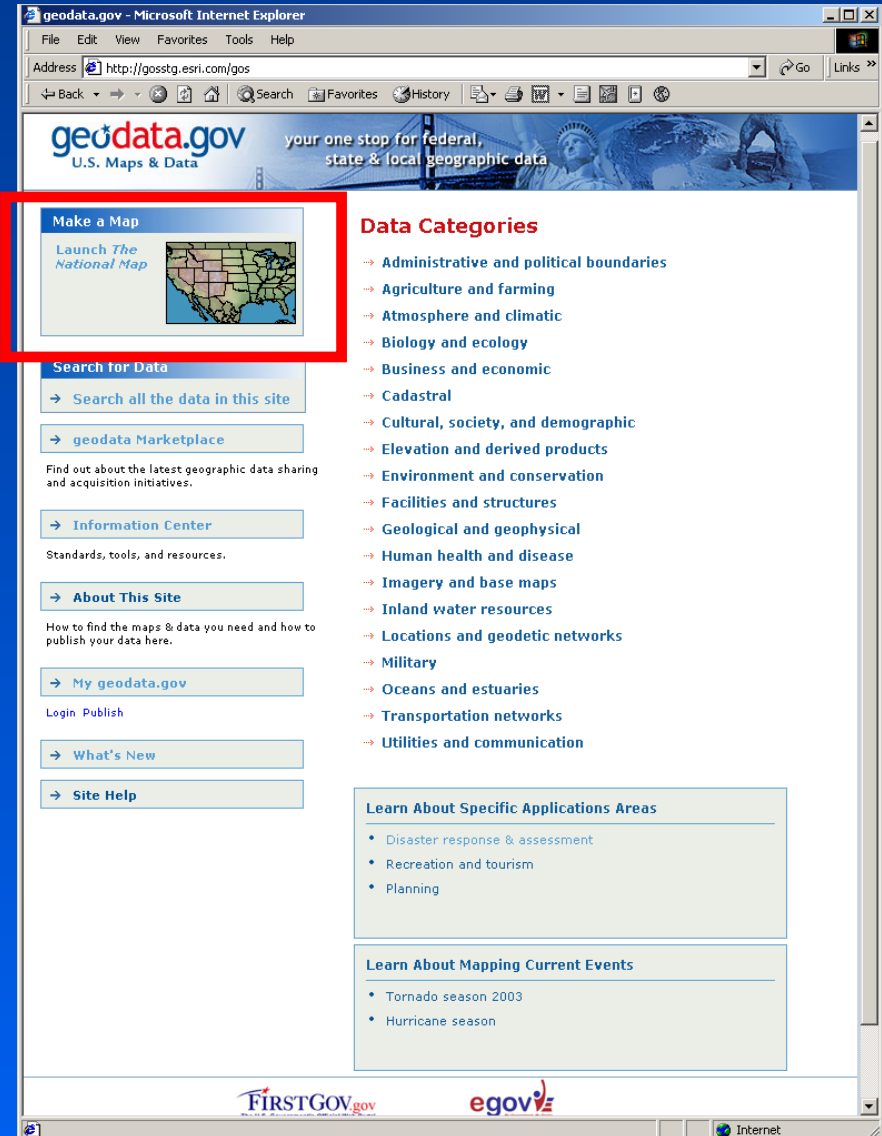 geodata.gov - Microsoft Internet Explorer
File Edit View Favorites Tools Help
Address http://gosstg.esri.com/gos Go Links »
Back Search Favorites History
geodata.gov
U.S. Maps & Data
your one stop for federal,
state & local geographic data
Make a Map
Launch The
National Map
Search for Data
→ Search all the data in this site
→ geodata Marketplace
Find out about the latest geographic data sharing
and acquisition initiatives.
→ Information Center
Standards, tools, and resources.
→ About This Site
How to find the maps & data you need and how to
publish your data here.
→ My geodata.gov
Login Publish
→ What's New
→ Site Help
Data Categories
Administrative and political boundaries
Agriculture and farming
Atmosphere and climatic
Biology and ecology
Business and economic
Cadastral
Cultural, society, and demographic
Elevation and derived products
Environment and conservation
Facilities and structures
Geological and geophysical
Human health and disease
Imagery and base maps
Inland water resources
Locations and geodetic networks
Military
Oceans and estuaries
Transportation networks
Utilities and communication
Learn About Specific Applications Areas
• Disaster response & assessment
• Recreation and tourism
• Planning
Learn About Mapping Current Events
• Tornado season 2003
• Hurricane season
FIRSTGOV.gov
egov
Internet